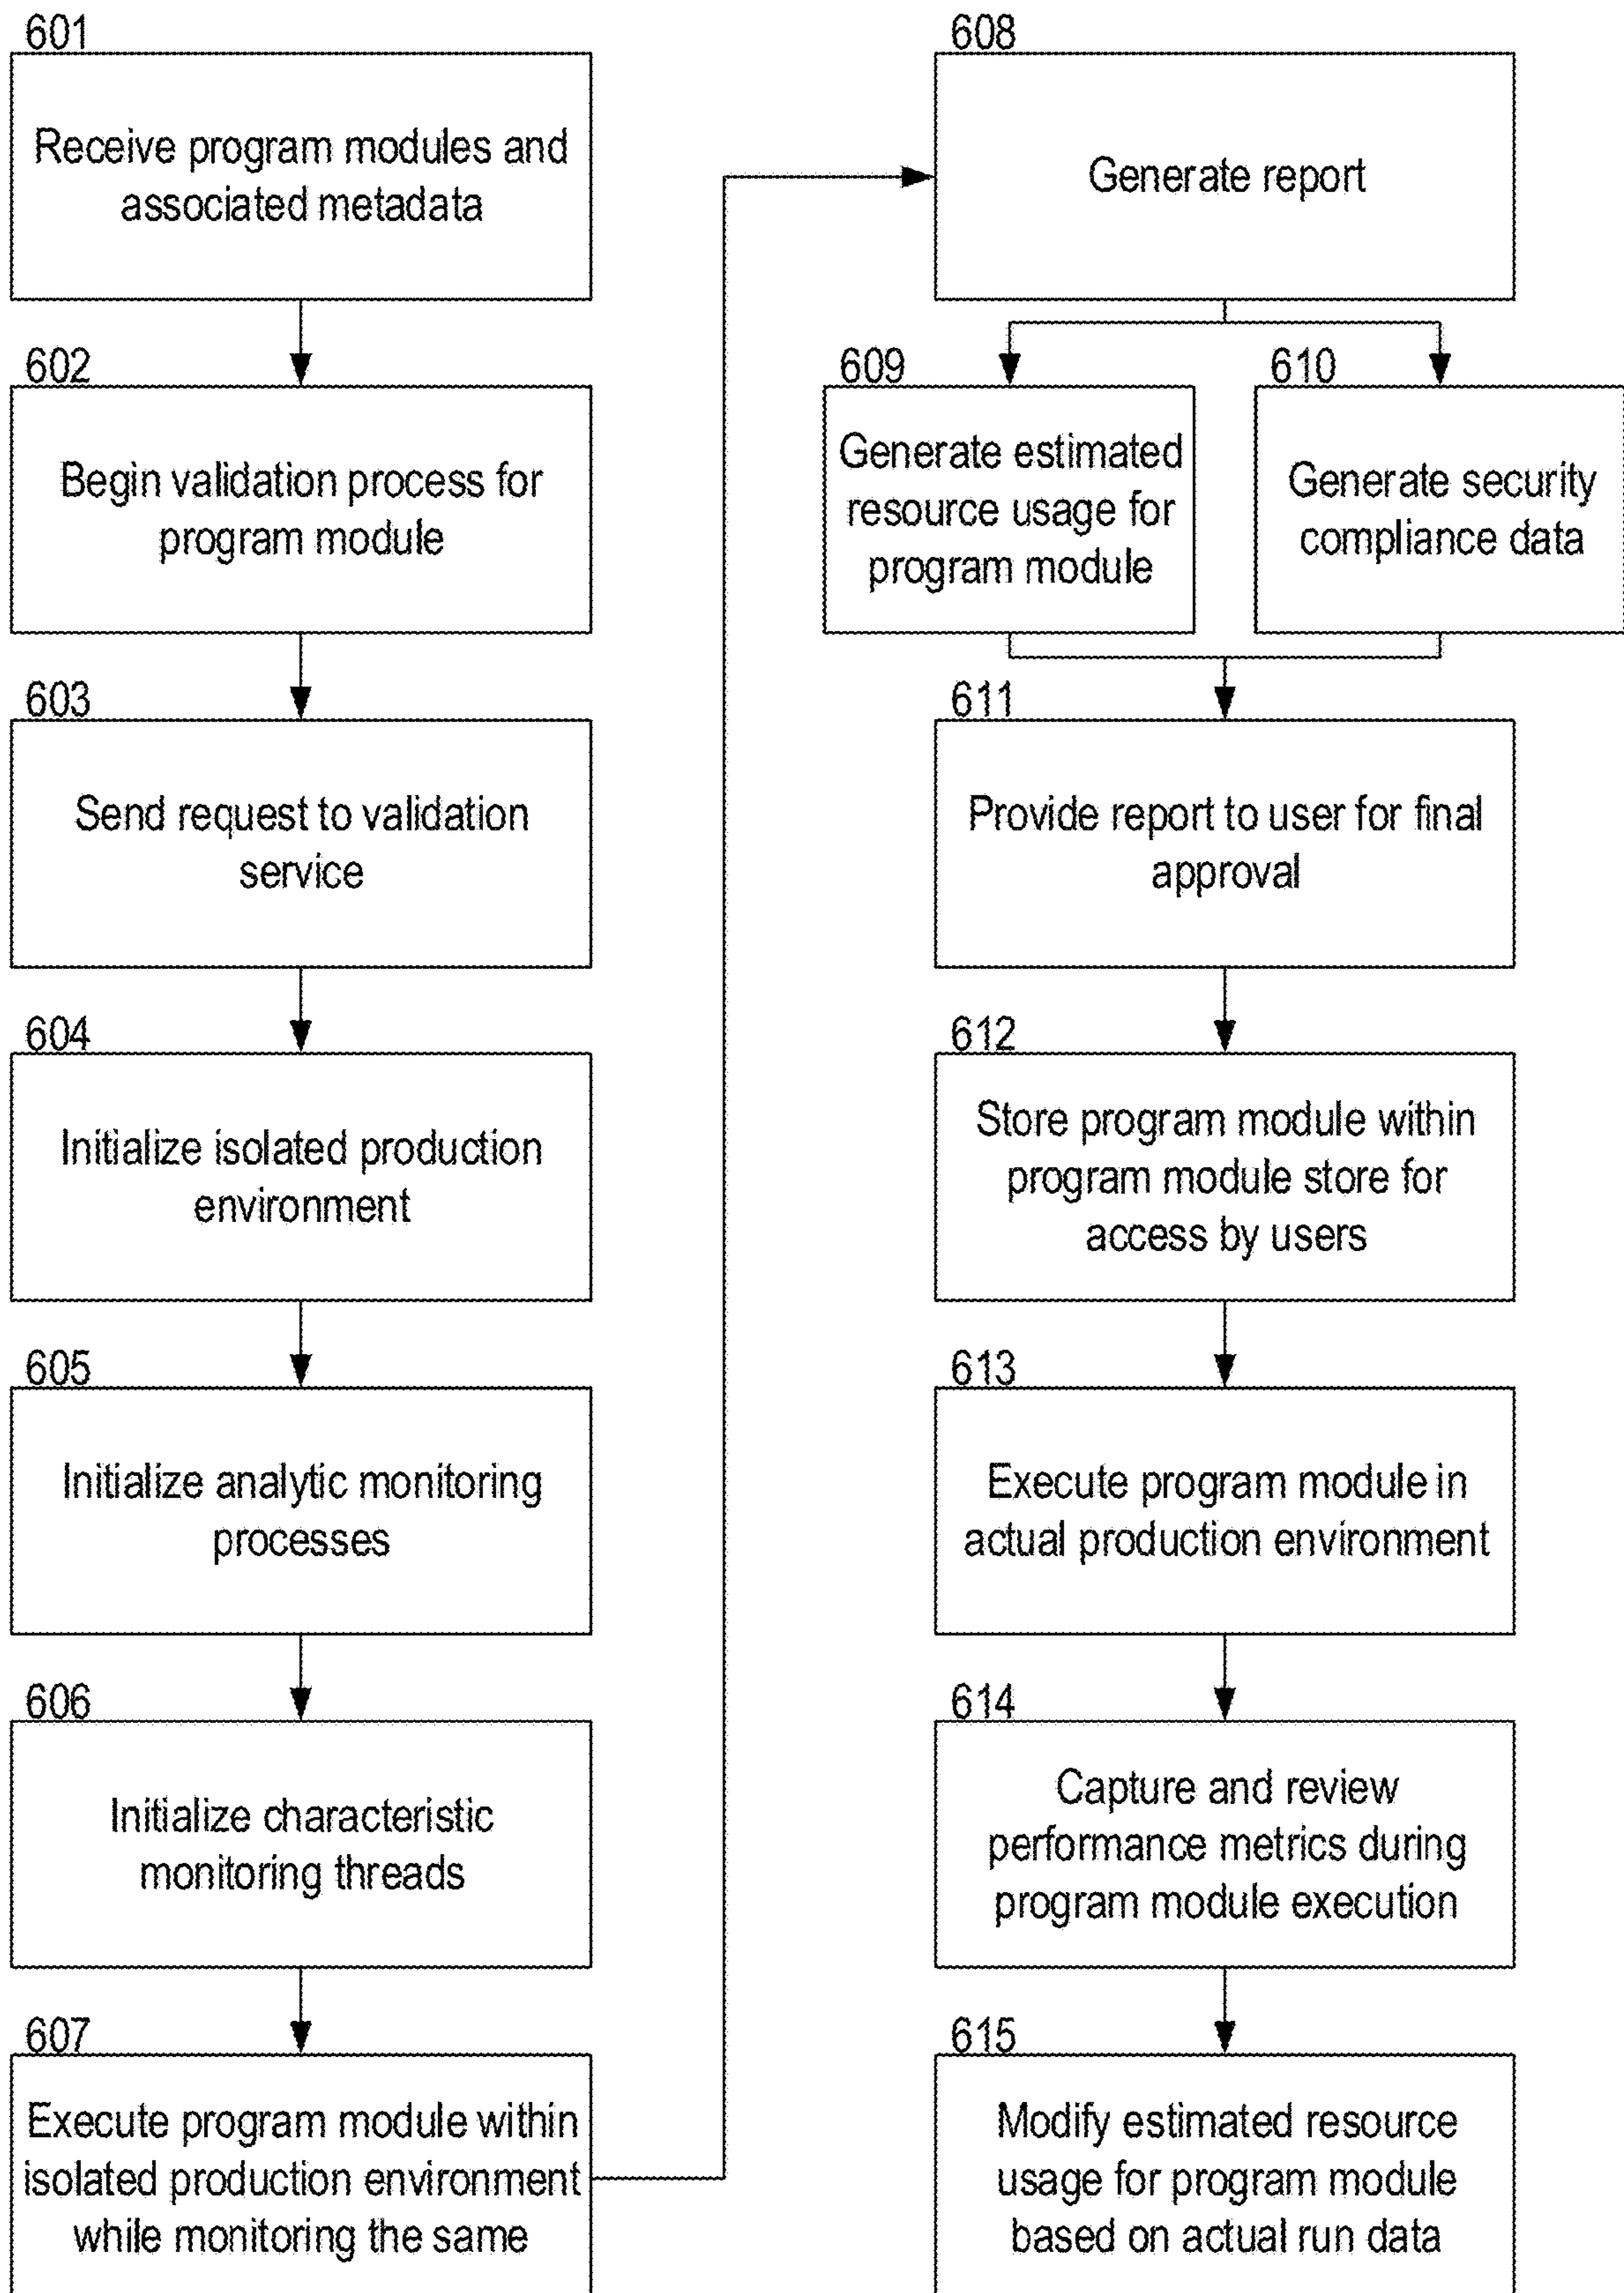 601
Receive program modules and
associated metadata
602
Begin validation process for
program module
603
Send request to validation
service
604
Initialize isolated production
environment
605
Initialize analytic monitoring
processes
606
Initialize characteristic
monitoring threads
607
Execute program module within
isolated production environment
while monitoring the same
608
Generate report
609
Generate estimated
resource usage for
program module
610
Generate security
compliance data
611
Provide report to user for final
approval
612
Store program module within
program module store for
access by users
613
Execute program module in
actual production environment
614
Capture and review
performance metrics during
program module execution
615
Modify estimated resource
usage for program module
based on actual run data